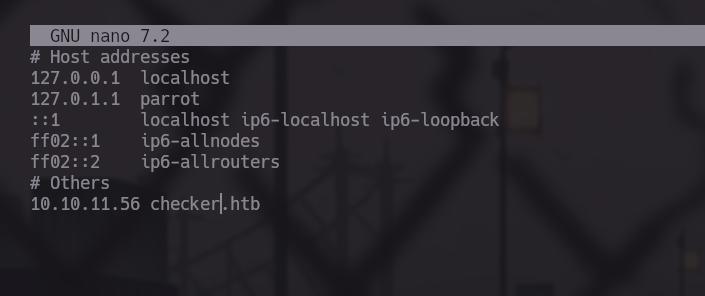 GNU nano 7.2
# Host addresses
127.0.0.1  localhost
127.0.1.1  parrot
::1        localhost ip6-localhost ip6-loopback
ff02::1    ip6-allnodes
ff02::2    ip6-allrouters
# Others
10.10.11.56 checker.htb